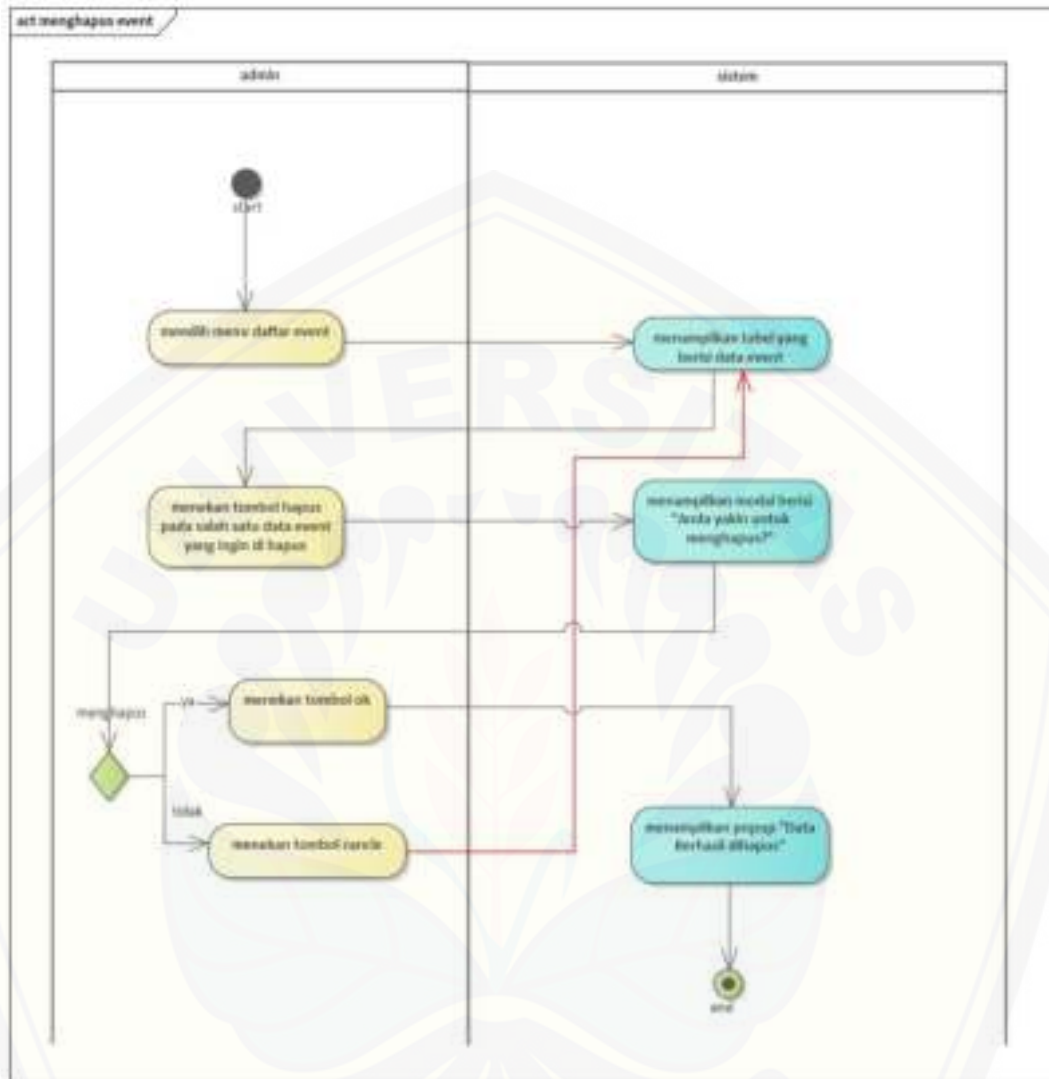 act menghapus event
admin
sistem
start
memilih menu daftar event
menampilkan tabel yang
berisi data event
menekan tombol hapus
pada salah satu data event
yang ingin di hapus
menampilkan modal berisi
"Anda yakin untuk
menghapus?"
menghapus
ya
menekan tombol ok
tidak
menekan tombol cancle
menampilkan popup "Data
Berhasil dihapus"
end
UNIVERSITAS